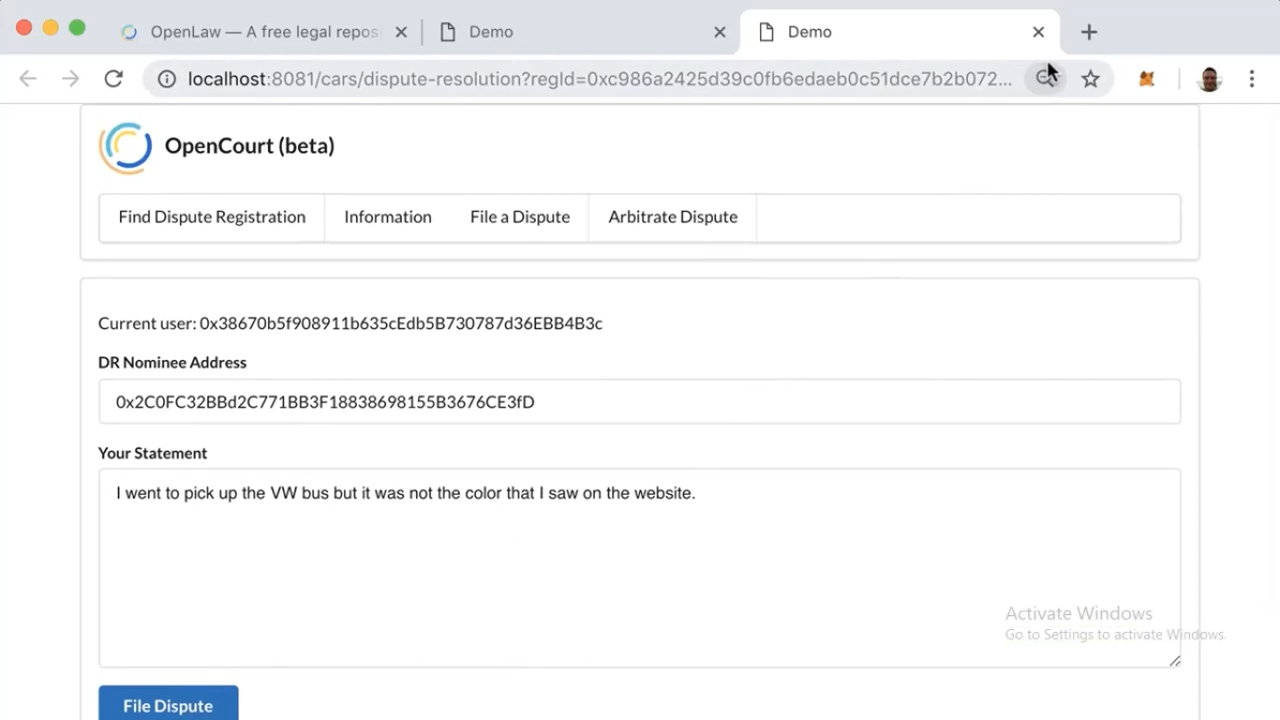 OpenLaw — A free legal repos
Demo
Demo
localhost:8081/cars/dispute-resolution?regId=0xc986a2425d39c0fb6edaeb0c51dce7b2b072...
OpenCourt (beta)
Find Dispute Registration
Information
File a Dispute
Arbitrate Dispute
Current user: 0x38670b5f908911b635cEdb5B730787d36EBB4B3c
DR Nominee Address
0x2C0FC32BBd2C771BB3F18838698155B3676CE3fD
Your Statement
I went to pick up the VW bus but it was not the color that I saw on the website.
Activate Windows
Go to Settings to activate Windows.
File Dispute